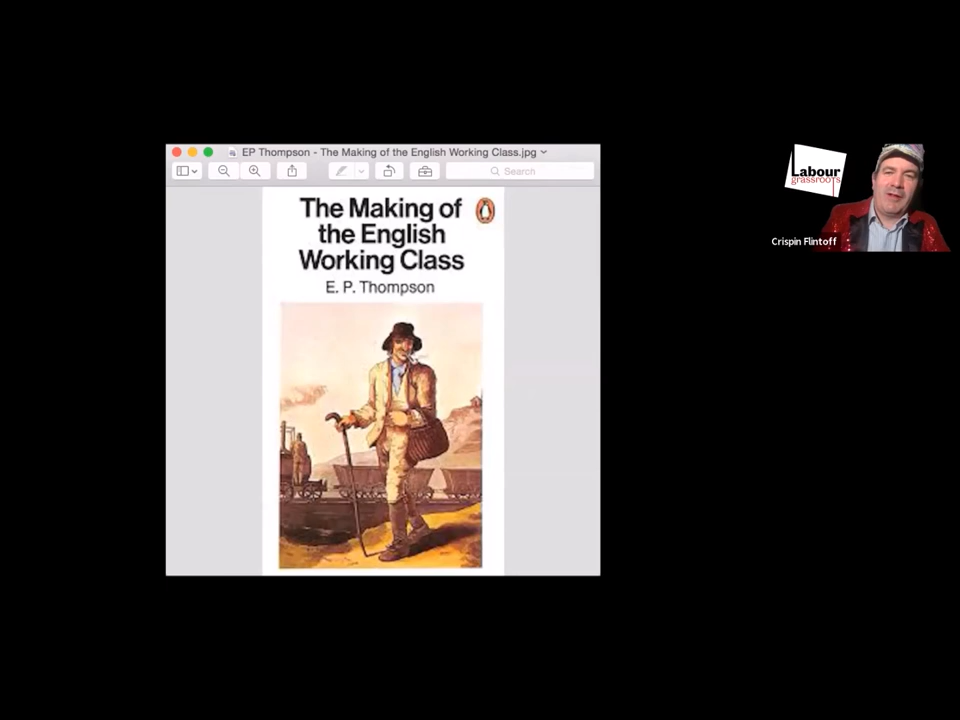 EP Thompson - The Making of the English Working Class.jpg
Search
The Making of
the English
Working Class
E. P. Thompson
Labour
grassroots
Crispin Flintoff